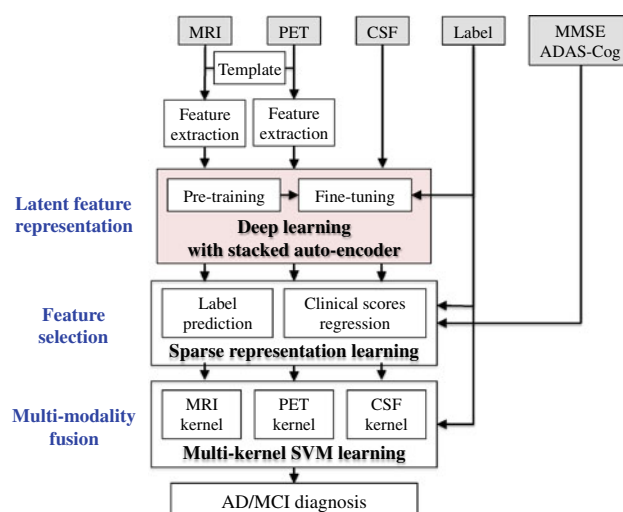 MRI PET CSF Label MMSE
ADAS-Cog
Template
Feature
extraction
Feature
extraction
Latent feature
representation
Pre-training
Fine-tuning
Deep learning
with stacked auto-encoder
Feature
selection
Label
prediction
Clinical scores
regression
Sparse representation learning
Multi-modality
fusion
MRI
kernel
PET
kernel
CSF
kernel
Multi-kernel SVM learning
AD/MCI diagnosis